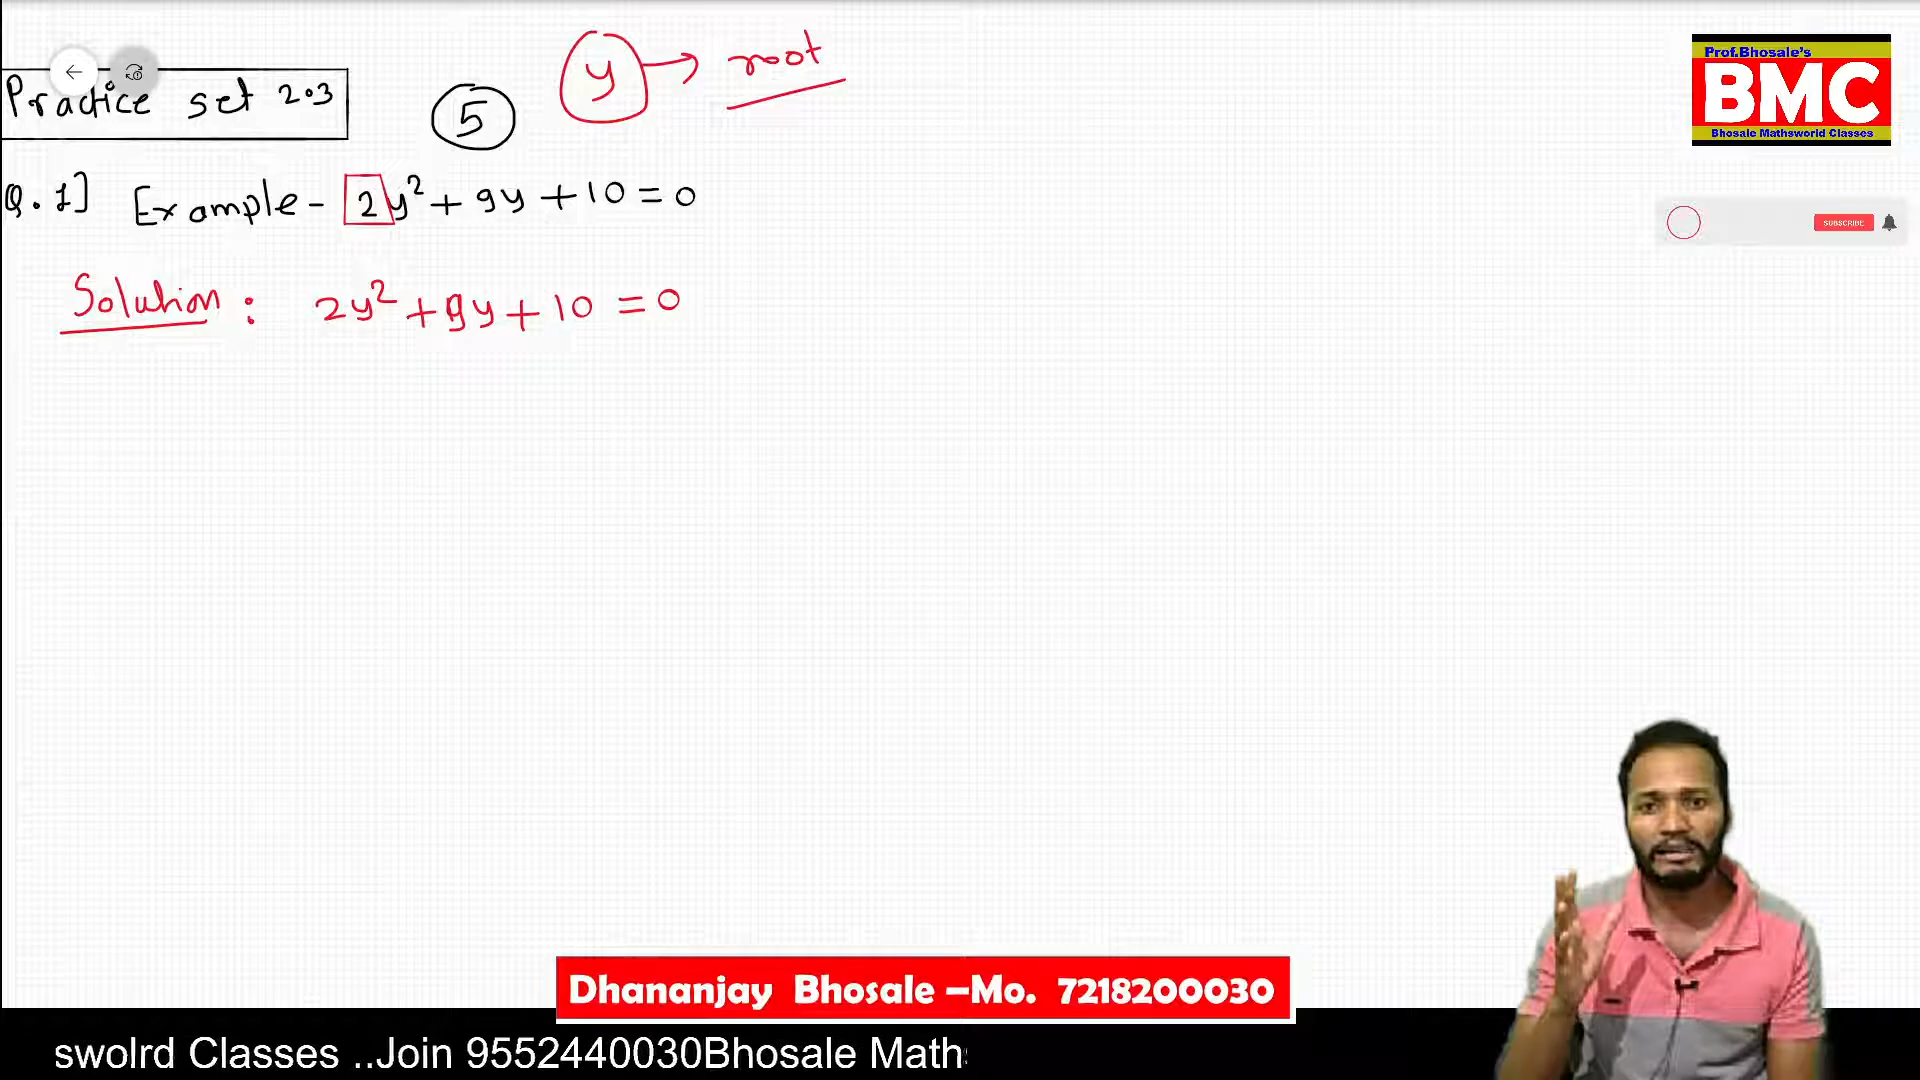 y → root
Practice set 2.3
5
Q.1] Example - 2y² + 9y + 10 = 0
Solution : 2y² + 9y + 10 = 0
Prof.Bhosale's
BMC
Bhosale Mathsworld Classes
SUBSCRIBE
Dhananjay Bhosale –Mo. 7218200030
swolrd Classes ..Join 9552440030Bhosale Maths